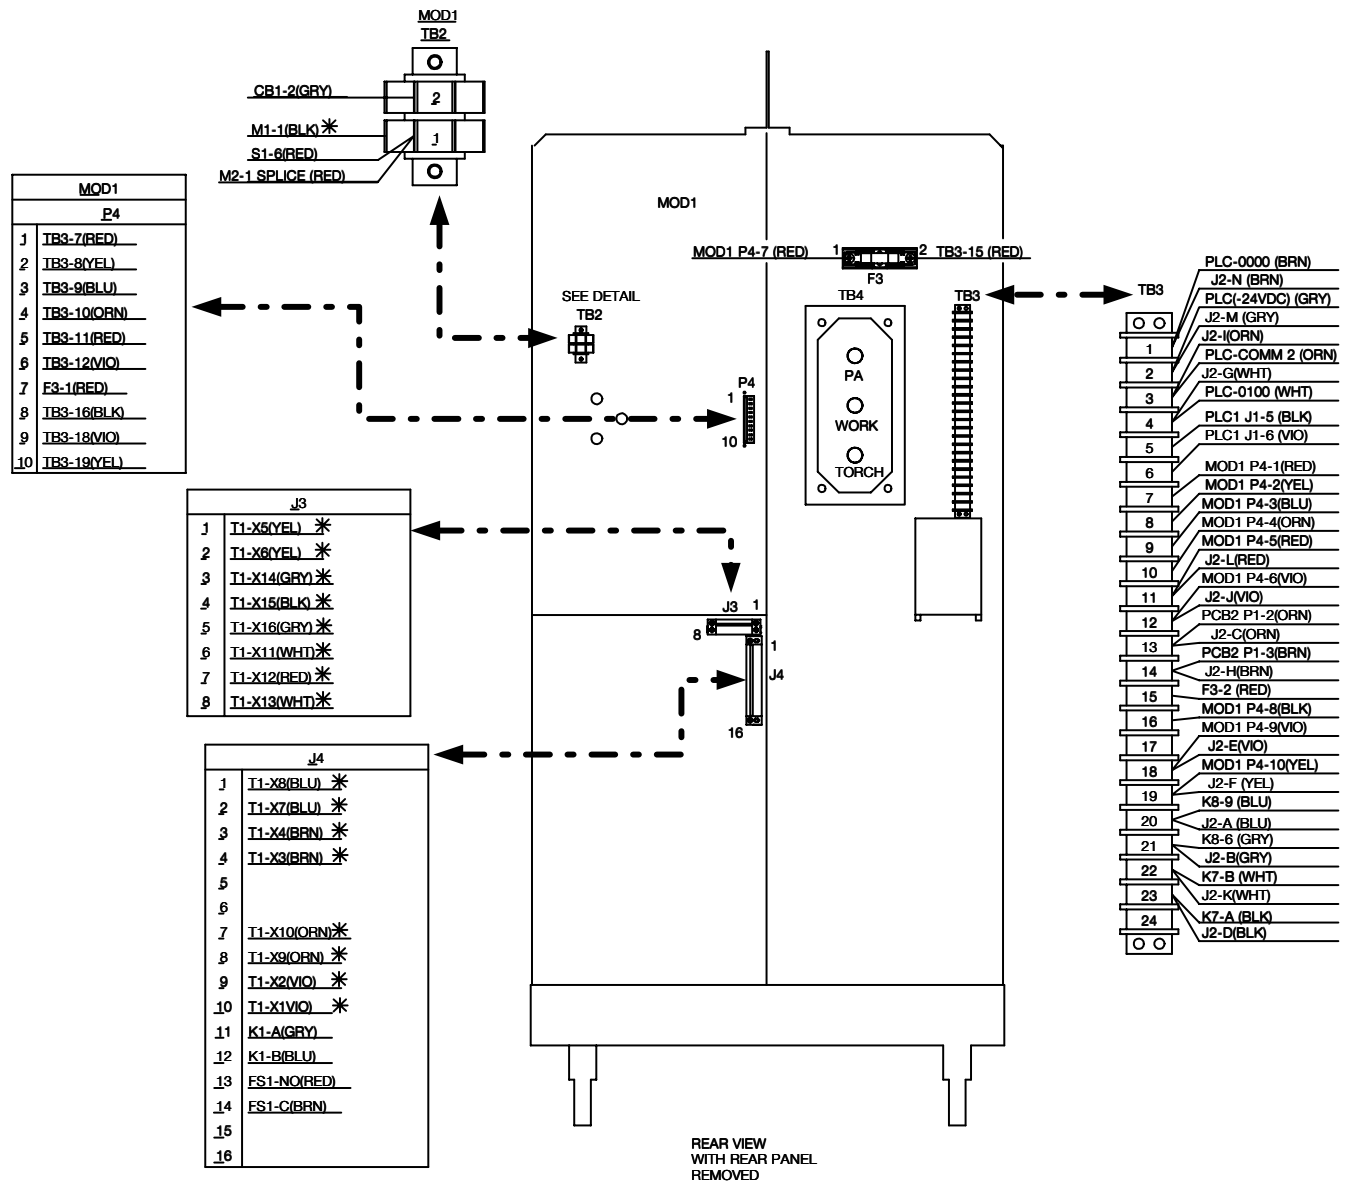 MOD1
TB2
CB1-2(GRY)
2
M1-1(BLK)*
1
S1-6(RED)
M2-1 SPLICE (RED)
MOD1
P4
1 TB3-7(RED)
2 TB3-8(YEL)
3 TB3-9(BLU)
4 TB3-10(ORN)
5 TB3-11(RED)
6 TB3-12(VIO)
7 F3-1(RED)
8 TB3-16(BLK)
9 TB3-18(VIO)
10 TB3-19(YEL)
J3
1 T1-X5(YEL) *
2 T1-X6(YEL) *
3 T1-X14(GRY)*
4 T1-X15(BLK)*
5 T1-X16(GRY)*
6 T1-X11(WHT)*
7 T1-X12(RED)*
8 T1-X13(WHT)*
J4
1 T1-X8(BLU) *
2 T1-X7(BLU) *
3 T1-X4(BRN) *
4 T1-X3(BRN) *
5
6
7 T1-X10(ORN)*
8 T1-X9(ORN) *
9 T1-X2(VIO) *
10 T1-X1VIO) *
11 K1-A(GRY)
12 K1-B(BLU)
13 FS1-NO(RED)
14 FS1-C(BRN)
15
16
MOD1
MOD1 P4-7 (RED)
1
2
TB3-15 (RED)
F3
SEE DETAIL
TB2
TB4
TB3
PA
WORK
TORCH
P4
1
10
J3
1
8
1
J4
16
REAR VIEW
WITH REAR PANEL
REMOVED
TB3
1
2
3
4
5
6
7
8
9
10
11
12
13
14
15
16
17
18
19
20
21
22
23
24
PLC-0000 (BRN)
J2-N (BRN)
PLC(-24VDC) (GRY)
J2-M (GRY)
J2-I(ORN)
PLC-COMM 2 (ORN)
J2-G(WHT)
PLC-0100 (WHT)
PLC1 J1-5 (BLK)
PLC1 J1-6 (VIO)
MOD1 P4-1(RED)
MOD1 P4-2(YEL)
MOD1 P4-3(BLU)
MOD1 P4-4(ORN)
MOD1 P4-5(RED)
J2-L(RED)
MOD1 P4-6(VIO)
J2-J(VIO)
PCB2 P1-2(ORN)
J2-C(ORN)
PCB2 P1-3(BRN)
J2-H(BRN)
F3-2 (RED)
MOD1 P4-8(BLK)
MOD1 P4-9(VIO)
J2-E(VIO)
MOD1 P4-10(YEL)
J2-F (YEL)
K8-9 (BLU)
J2-A (BLU)
K8-6 (GRY)
J2-B(GRY)
K7-B (WHT)
J2-K(WHT)
K7-A (BLK)
J2-D(BLK)